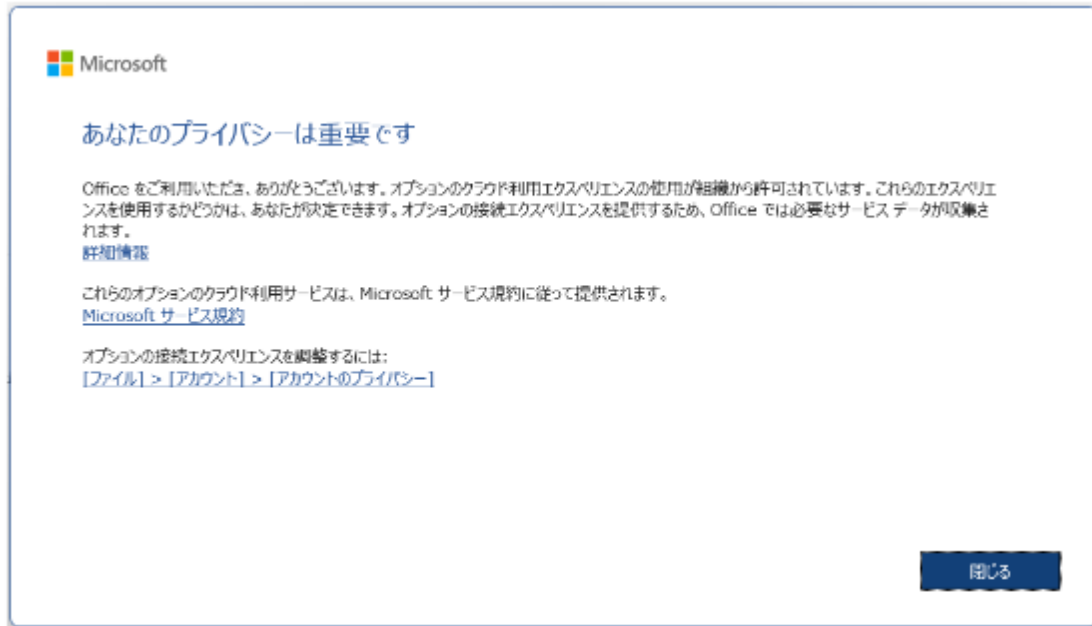 Microsoft
あなたのプライバシーは重要です
Office をご利用いただき、ありがとうございます。オプションのクラウド利用エクスペリエンスの使用が組織から許可されています。これらのエクスペリエ
ンスを使用するかどうかは、あなたが決定できます。オプションの接続エクスペリエンスを提供するため、Office では必要なサービス データが収集さ
れます。
詳細情報
これらのオプションのクラウド利用サービスは、Microsoft サービス規約に従って提供されます。
Microsoft サービス規約
オプションの接続エクスペリエンスを調整するには:
[ファイル] > [アカウント] > [アカウントのプライバシー]
閉じる